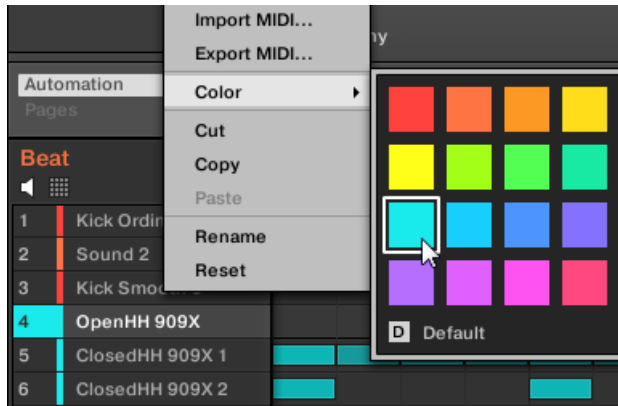 Import MIDI...
Export MIDI...
Automation
Pages
Color
Cut
Copy
Paste
Rename
Reset
Beat
1 Kick Ordin
2 Sound 2
3 Kick Smo
4 OpenHH 909X
5 ClosedHH 909X 1
6 ClosedHH 909X 2
D Default